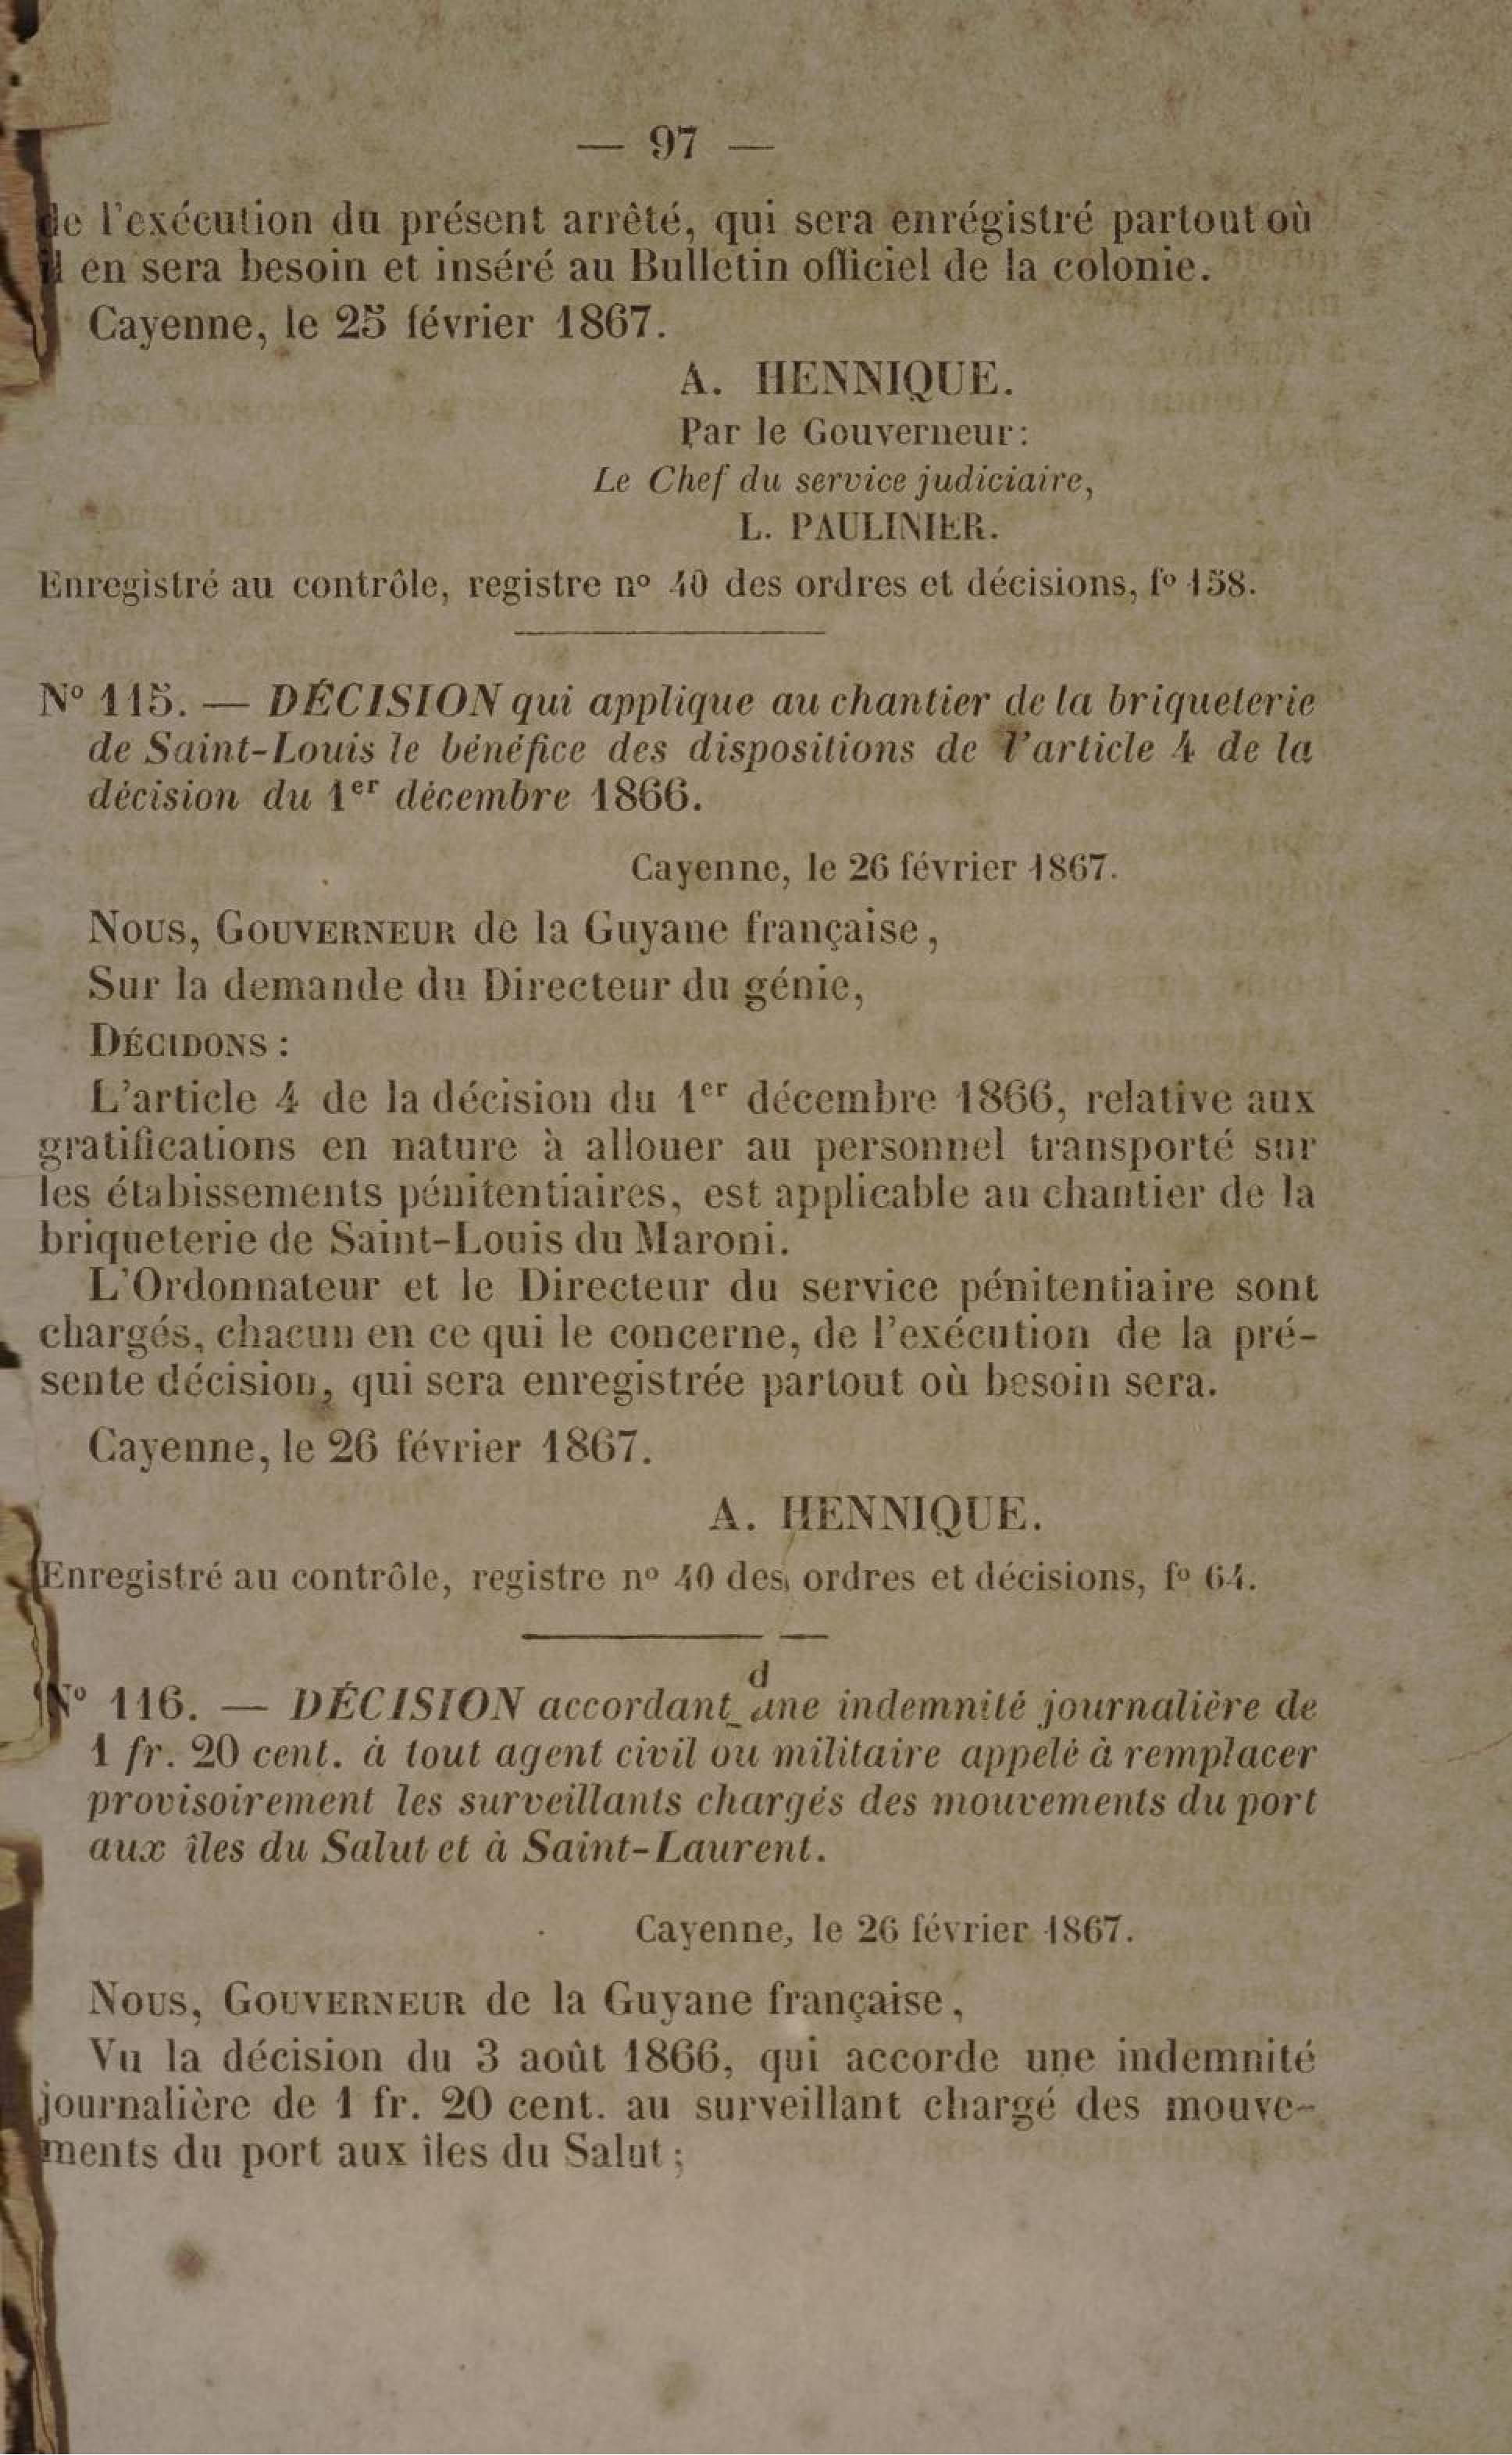 — 97 —
de l'exécution du présent arrêté, qui sera enrégistré partout où
il en sera besoin et inséré au Bulletin officiel de la colonie.
Cayenne, le 25 février 1867.
A. HENNIQUE.
Par le Gouverneur:
Le Chef du service judiciaire,
L. PAULINIER.
Enregistré au contrôle, registre nº 40 des ordres et décisions, fº 158.
Nº 115. — DÉCISION qui applique au chantier de la briqueterie
de Saint-Louis le bénéfice des dispositions de l'article 4 de la
décision du 1er décembre 1866.
Cayenne, le 26 février 1867.
Nous, GOUVERNEUR de la Guyane française,
Sur la demande du Directeur du génie,
DÉCIDONS :
L'article 4 de la décision du 1er décembre 1866, relative aux
gratifications en nature à allouer au personnel transporté sur
les étabissements pénitentiaires, est applicable au chantier de la
briqueterie de Saint-Louis du Maroni.
L'Ordonnateur et le Directeur du service pénitentiaire sont
chargés, chacun en ce qui le concerne, de l'exécution de la pré-
sente décision, qui sera enregistrée partout où besoin sera.
Cayenne, le 26 février 1867.
A. HENNIQUE.
Enregistré au contrôle, registre nº 40 des ordres et décisions, fº 64.
d
Nº 116. — DÉCISION accordant une indemnité journalière de
1 fr. 20 cent. à tout agent civil ou militaire appelé à remplacer
provisoirement les surveillants chargés des mouvements du port
aux îles du Salut et à Saint-Laurent.
Cayenne, le 26 février 1867.
Nous, GOUVERNEUR de la Guyane française,
Vu la décision du 3 août 1866, qui accorde une indemnité
journalière de 1 fr. 20 cent. au surveillant chargé des mouve-
ments du port aux îles du Salut ;